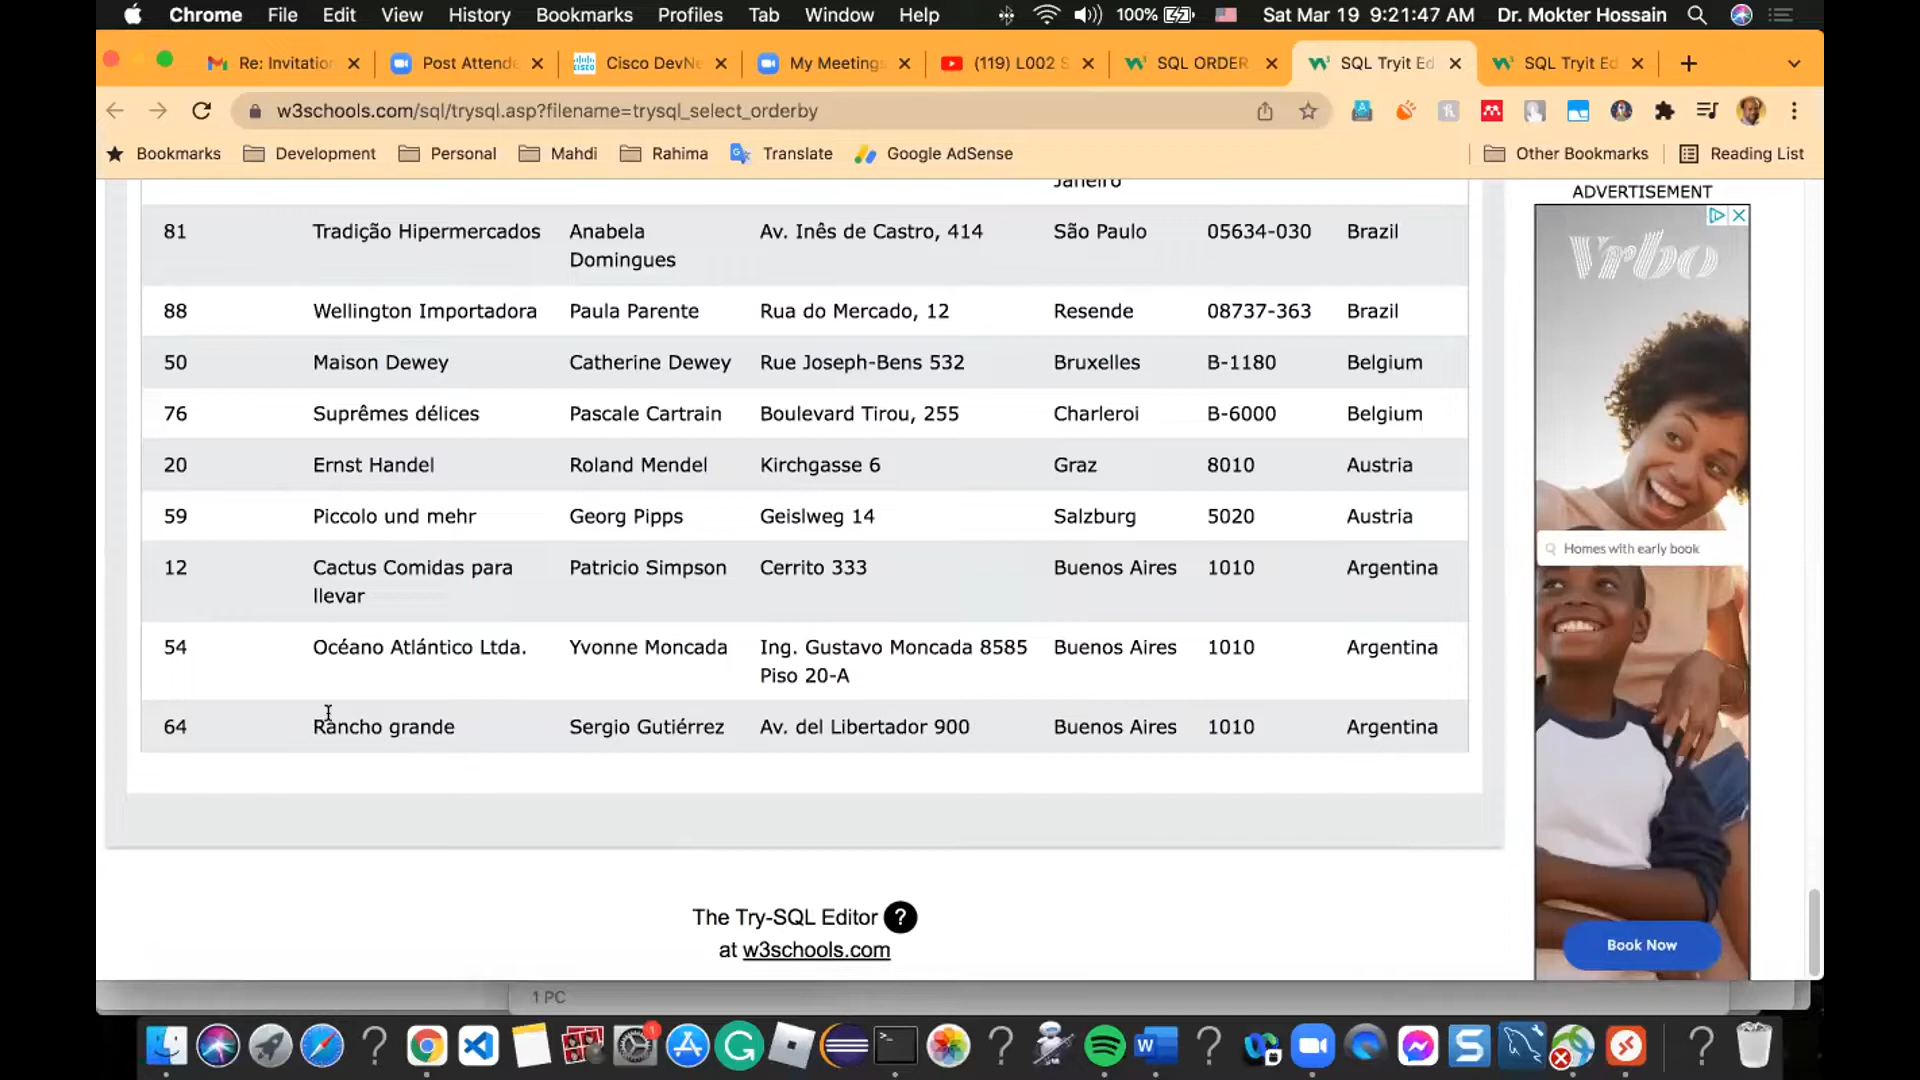 Chrome File Edit View History Bookmarks Profiles Tab Window Help 100% Sat Mar 19 9:21:47 AM Dr. Mokter Hossain
Re: Invitation Post Attende Cisco DevNe My Meetings (119) L002 S SQL ORDER SQL Tryit Ed SQL Tryit Ed
w3schools.com/sql/trysql.asp?filename=trysql_select_orderby
Bookmarks Development Personal Mahdi Rahima Translate Google AdSense Other Bookmarks Reading List
Janeiro
ADVERTISEMENT
81 Tradição Hipermercados Anabela Domingues Av. Inês de Castro, 414 São Paulo 05634-030 Brazil
88 Wellington Importadora Paula Parente Rua do Mercado, 12 Resende 08737-363 Brazil
50 Maison Dewey Catherine Dewey Rue Joseph-Bens 532 Bruxelles B-1180 Belgium
76 Suprêmes délices Pascale Cartrain Boulevard Tirou, 255 Charleroi B-6000 Belgium
20 Ernst Handel Roland Mendel Kirchgasse 6 Graz 8010 Austria
59 Piccolo und mehr Georg Pipps Geislweg 14 Salzburg 5020 Austria
12 Cactus Comidas para llevar Patricio Simpson Cerrito 333 Buenos Aires 1010 Argentina
54 Océano Atlántico Ltda. Yvonne Moncada Ing. Gustavo Moncada 8585 Piso 20-A Buenos Aires 1010 Argentina
64 Rancho grande Sergio Gutiérrez Av. del Libertador 900 Buenos Aires 1010 Argentina
The Try-SQL Editor ?
at w3schools.com
Vrbo
Homes with early book
Book Now
1 PC